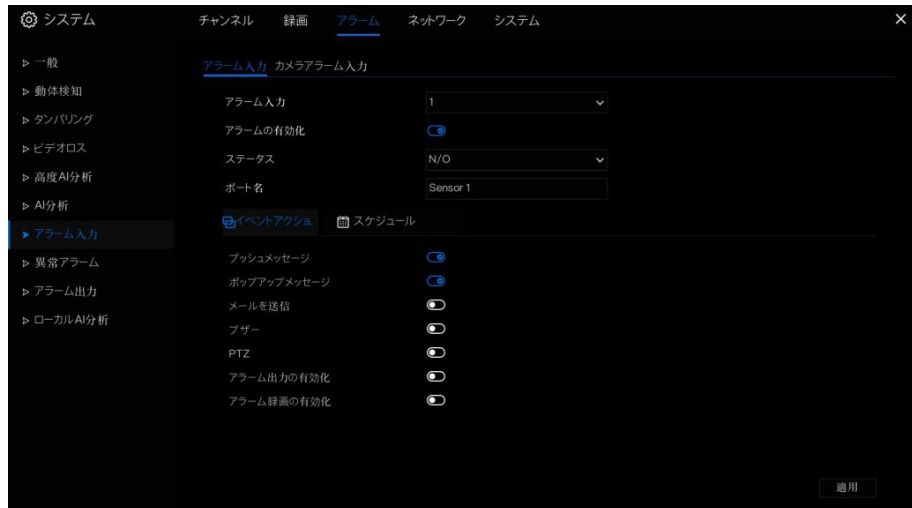 システム
チャンネル 録画 アラーム ネットワーク システム
一般
動体検知
タンパリング
ビデオロス
高度AI分析
AI分析
アラーム入力
異常アラーム
アラーム出力
ローカルAI分析
アラーム入力 カメラアラーム入力
アラーム入力 1
アラームの有効化
ステータス N/O
ポート名 Sensor 1
イベントアクショ. スケジュール
プッシュメッセージ
ポップアップメッセージ
メールを送信
ブザー
PTZ
アラーム出力の有効化
アラーム録画の有効化
適用